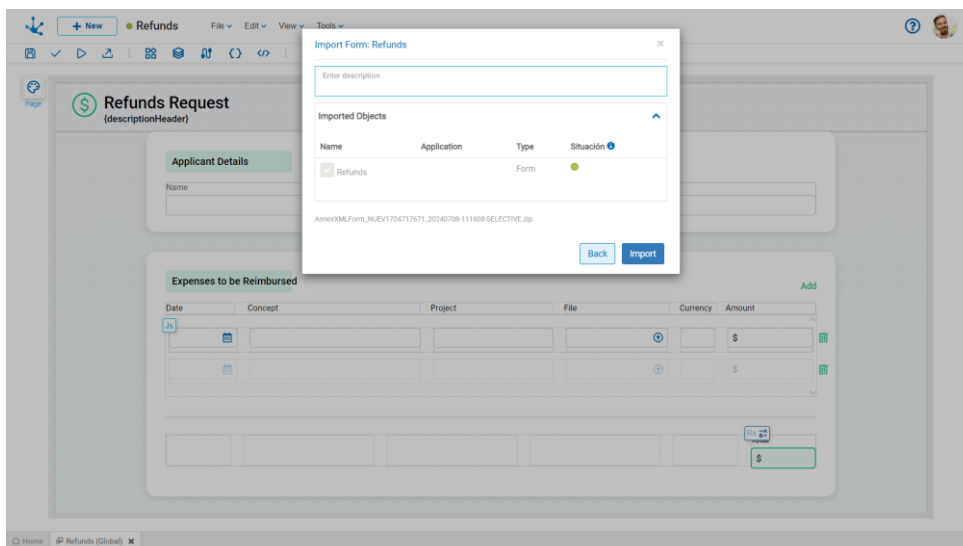 + New
Refunds
File Edit View Tools
Import Form: Refunds
Enter description
Imported Objects
Name Application Type Situación
Refunds Form
AnnexXMLForm_NUEV1704717671_20240708-111608-SELECTIVE.zip
Back Import
Page
Refunds Request
{descriptionHeader}
Applicant Details
Name
Expenses to be Reimbursed
Add
Date Concept Project File Currency Amount
Js
$
$
Rx
$
Home Refunds (Global)